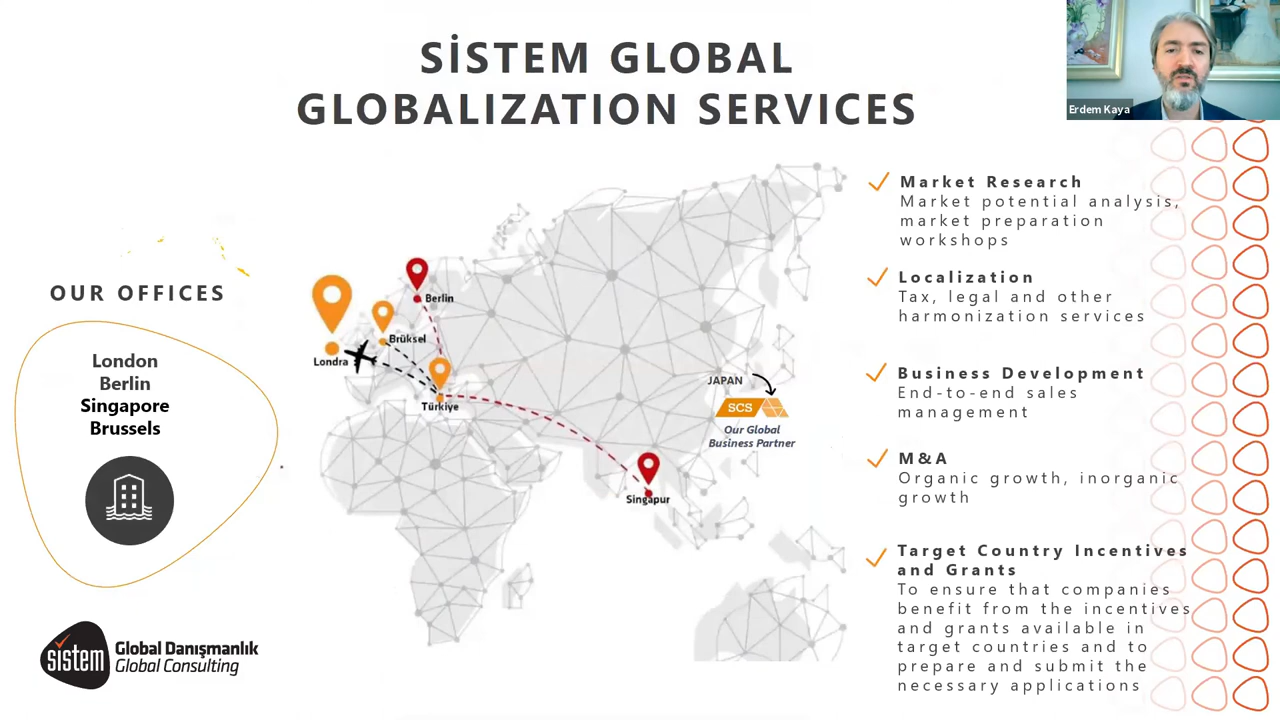 SİSTEM GLOBAL
GLOBALIZATION SERVICES
Erdem Kaya
OUR OFFICES
London
Berlin
Singapore
Brussels
sistem
Global Danışmanlık
Global Consulting
Berlin
Brüksel
Londra
Türkiye
JAPAN
SCS
Our Global
Business Partner
Singapur
Market Research
Market potential analysis,
market preparation
workshops
Localization
Tax, legal and other
harmonization services
Business Development
End-to-end sales
management
M&A
Organic growth, inorganic
growth
Target Country Incentives
and Grants
To ensure that companies
benefit from the incentives
and grants available in
target countries and to
prepare and submit the
necessary applications